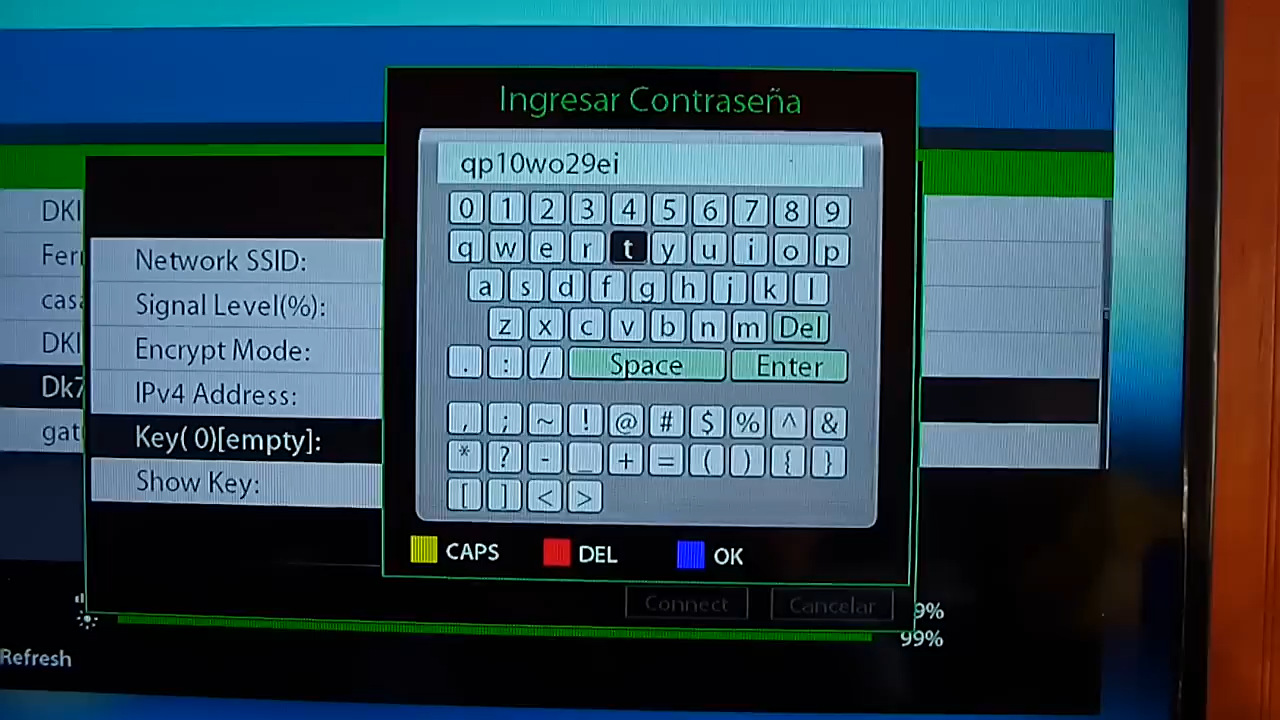 Ingresar Contraseña
qp10wo29ei
0 1 2 3 4 5 6 7 8 9
q w e r t y u i o p
a s d f g h j k l
z x c v b n m Del
. : / Space Enter
, ; ~ ! @ # $ % ^ &
* ? - _ + = ( ) { }
[ ] < >
CAPS DEL OK
DKI
Ferr
casa
DKI
Dk7
gat
Network SSID:
Signal Level(%):
Encrypt Mode:
IPv4 Address:
Key( 0)[empty]:
Show Key:
Connect Cancelar
9%
99%
Refresh